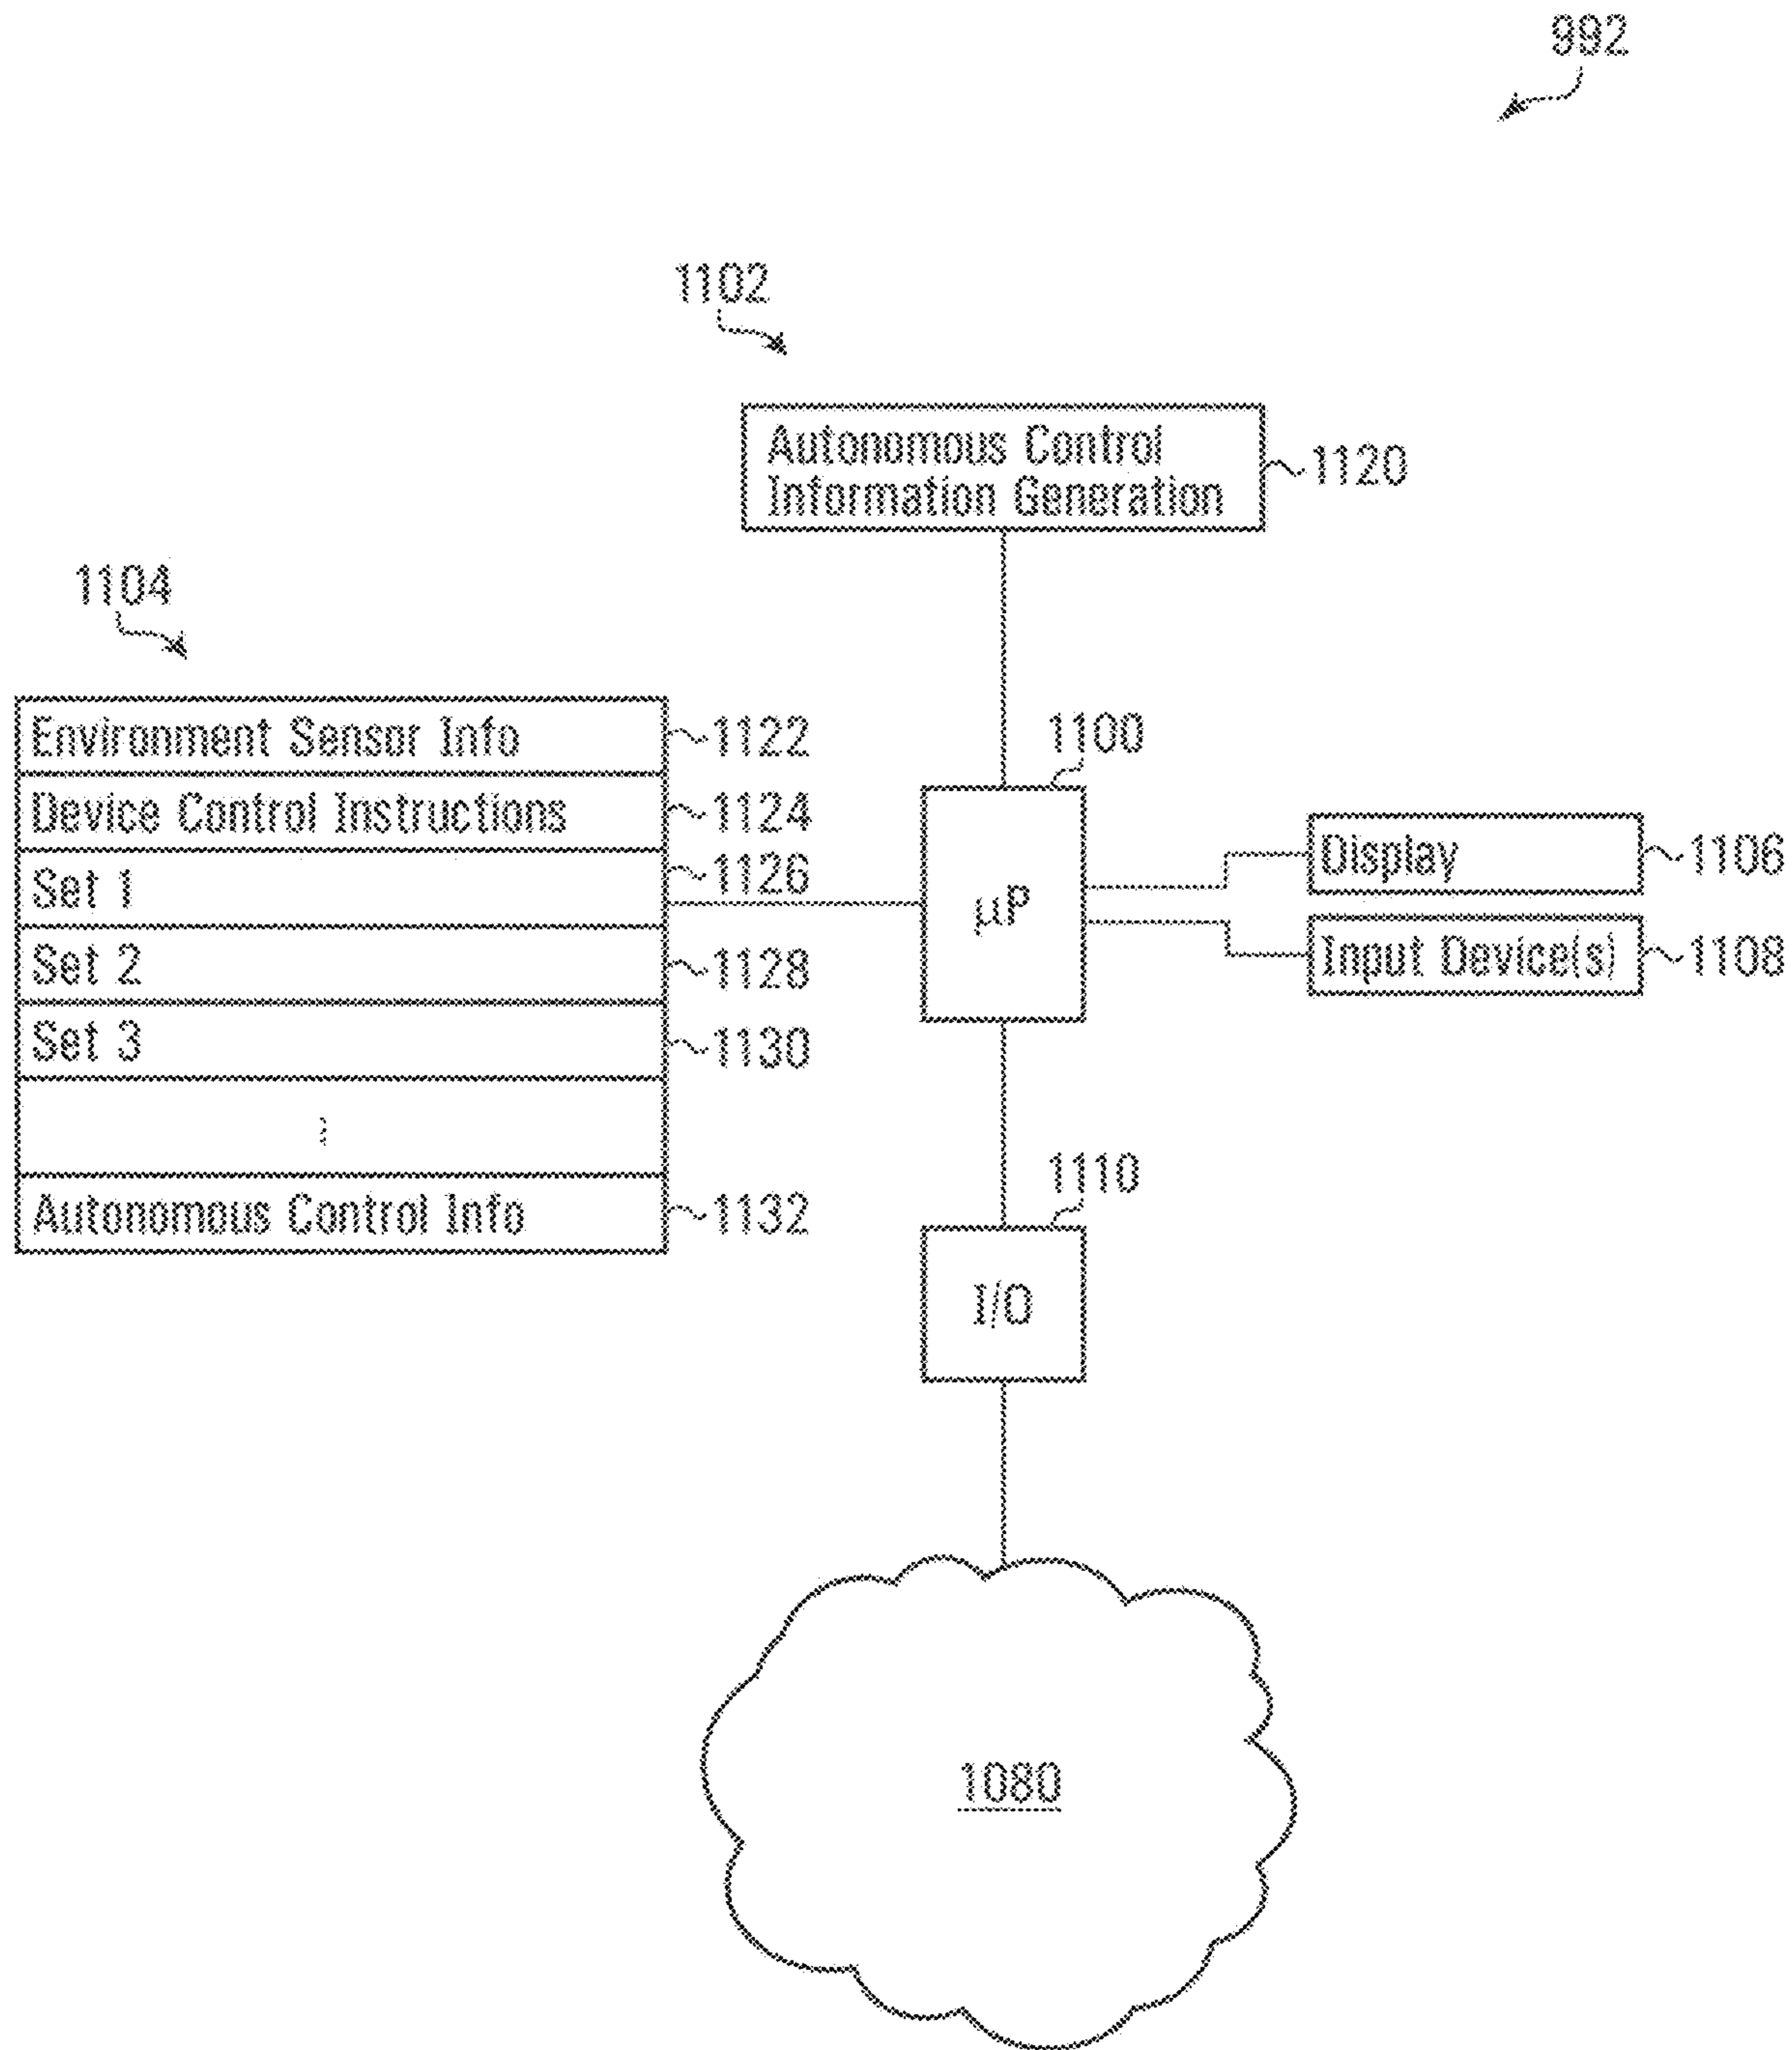 992
1102
Autonomous Control
Information Generation
1120
1104
Environment Sensor Info
1122
Device Control Instructions
1124
Set 1
1126
Set 2
1128
Set 3
1130
Autonomous Control Info
1132
1100
µP
Display
1106
Input Device(s)
1108
1110
I/O
1080